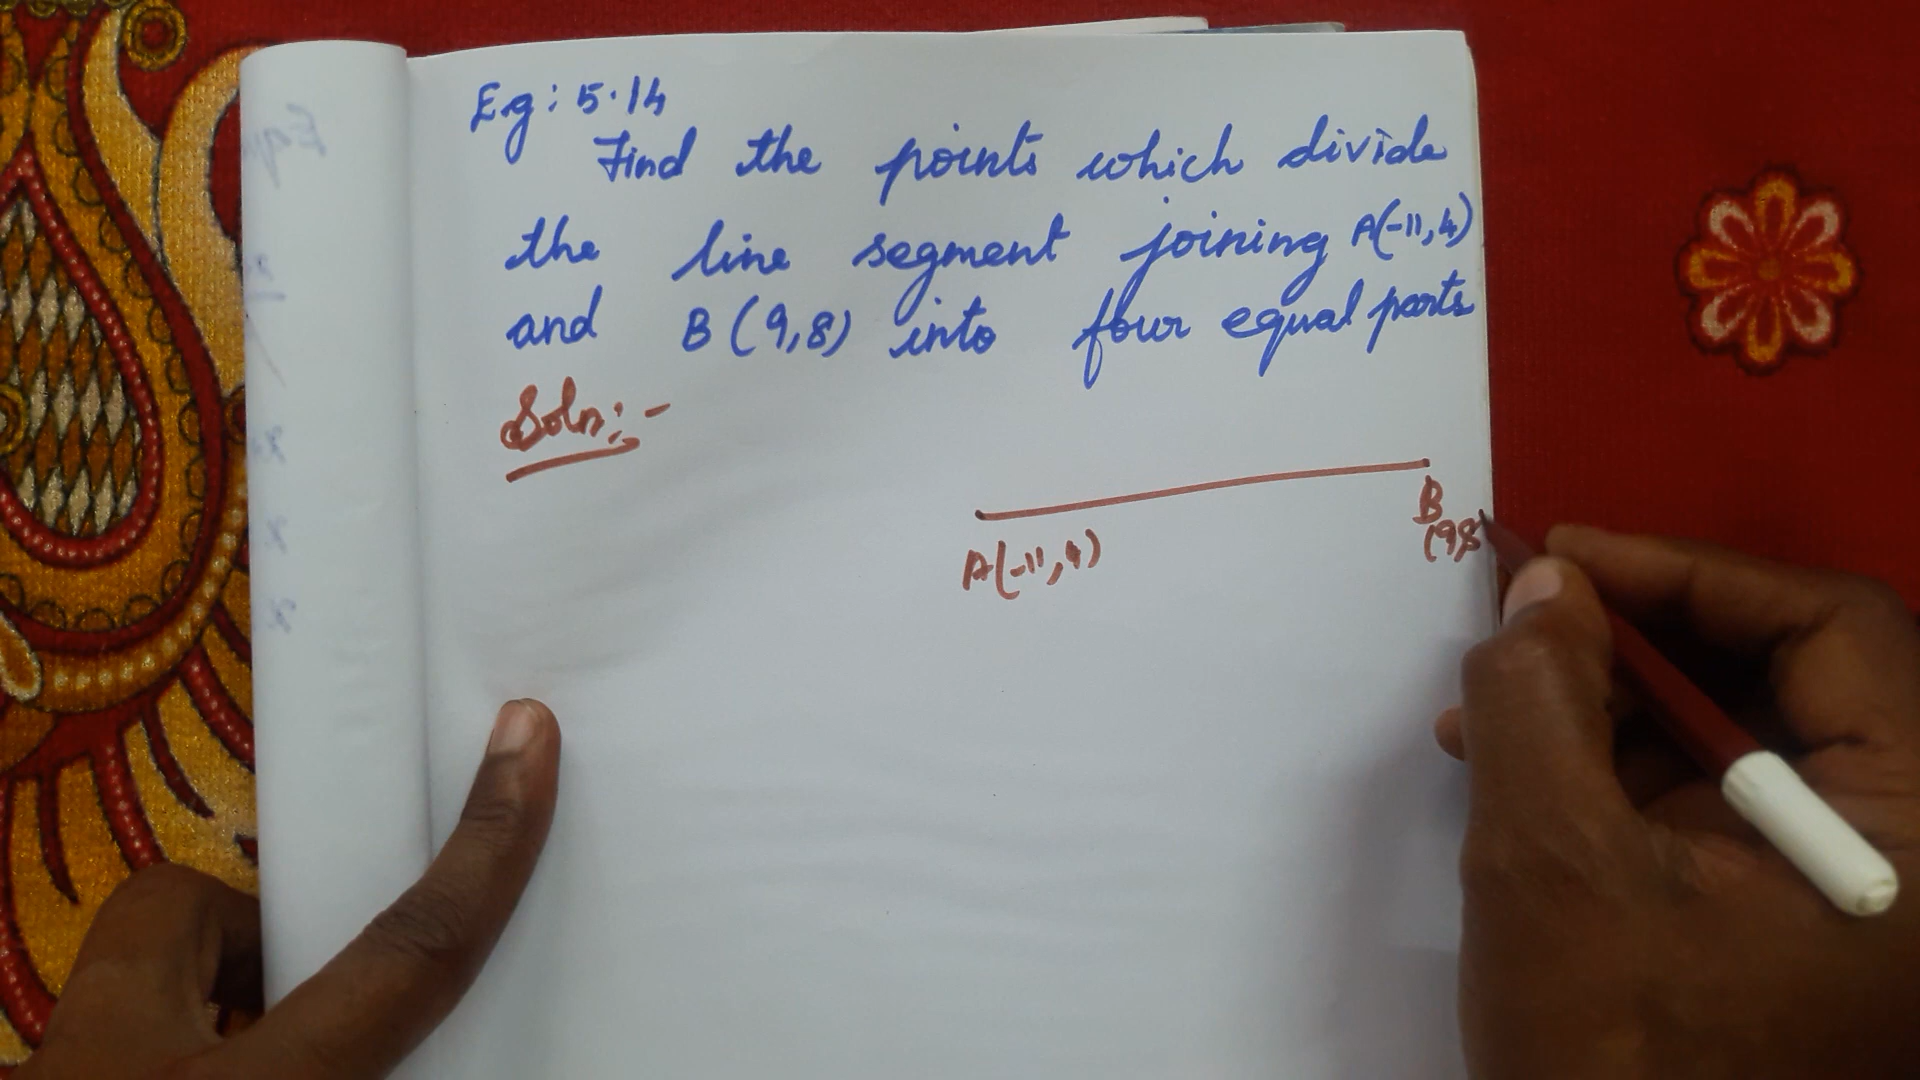 E.g: 5.14
Find the points which divide
the line segment joining A(-11,4)
and B(9,8) into four equal parts
Soln:-
A(-11,4)
B
(9,8